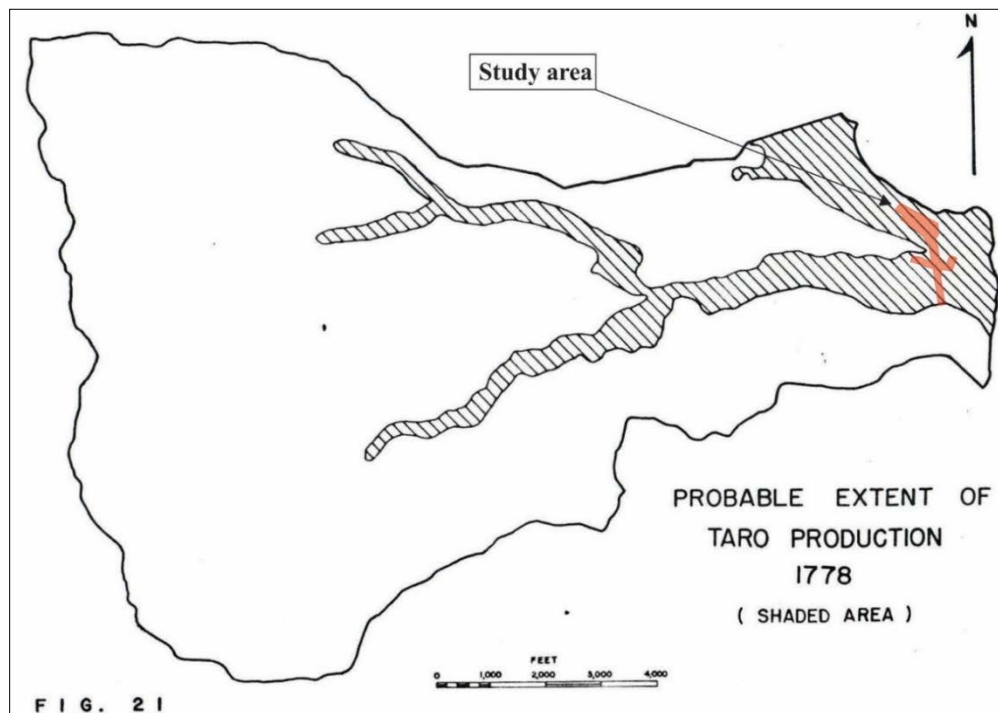 N
Study area
PROBABLE EXTENT OF
TARO PRODUCTION
1778
( SHADED AREA )
FEET
0 1,000 2,000 3,000 4,000
FIG. 21